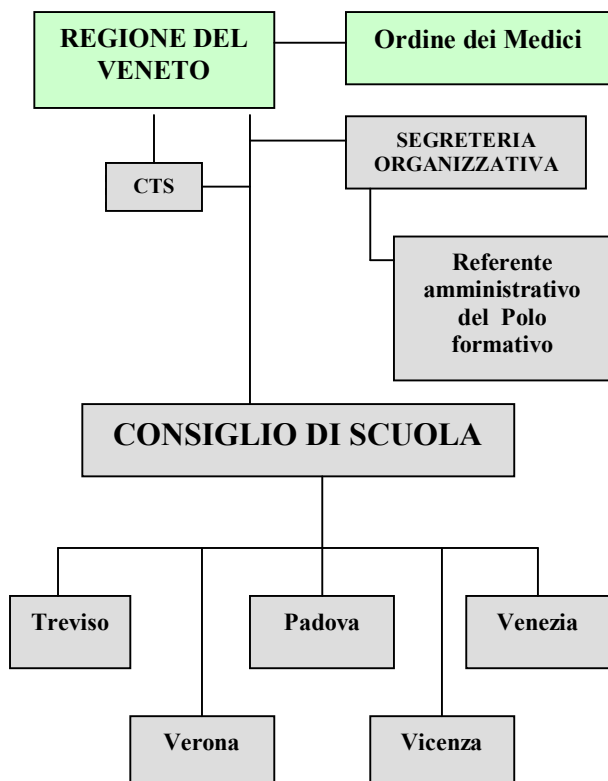 REGIONE DEL
VENETO
Ordine dei Medici
SEGRETERIA
ORGANIZZATIVA
CTS
Referente
amministrativo
del Polo
formativo
CONSIGLIO DI SCUOLA
Treviso
Padova
Venezia
Verona
Vicenza